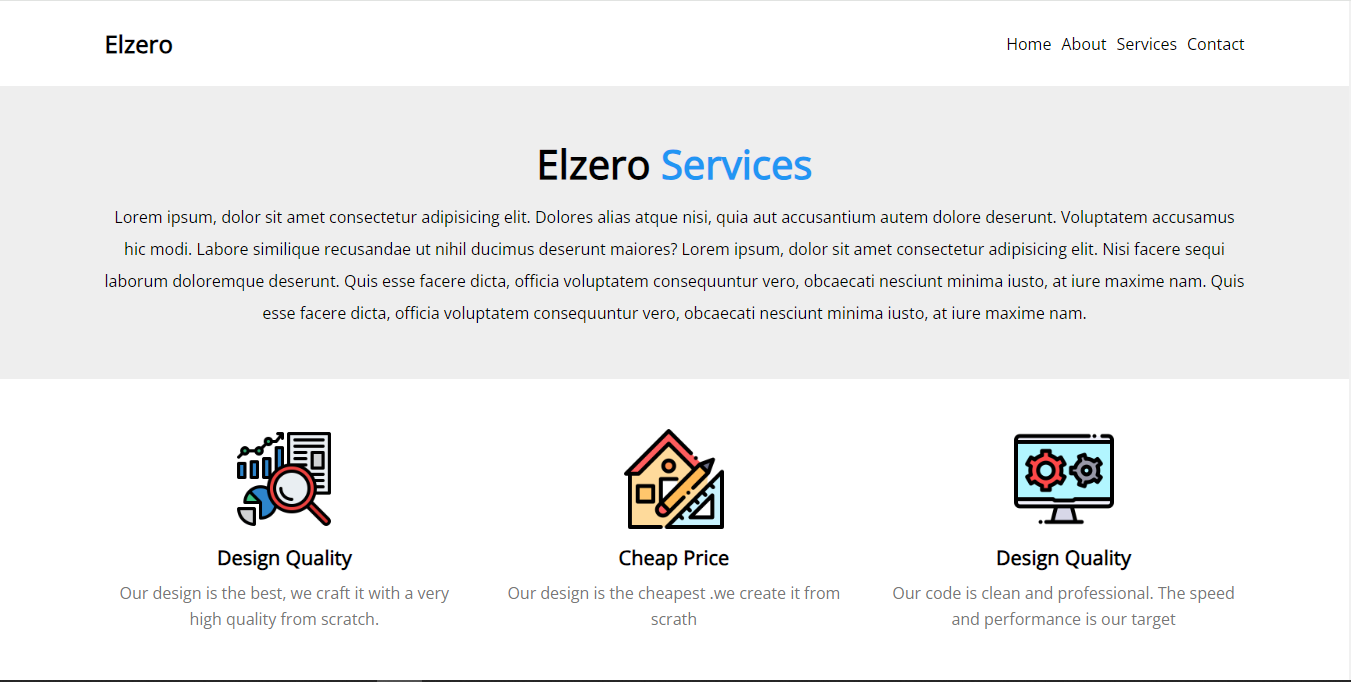 Elzero
Home About Services Contact
Elzero Services
Lorem ipsum, dolor sit amet consectetur adipisicing elit. Dolores alias atque nisi, quia aut accusantium autem dolore deserunt. Voluptatem accusamus
hic modi. Labore similique recusandae ut nihil ducimus deserunt maiores? Lorem ipsum, dolor sit amet consectetur adipisicing elit. Nisi facere sequi
laborum doloremque deserunt. Quis esse facere dicta, officia voluptatem consequuntur vero, obcaecati nesciunt minima iusto, at iure maxime nam. Quis
esse facere dicta, officia voluptatem consequuntur vero, obcaecati nesciunt minima iusto, at iure maxime nam.
Design Quality
Our design is the best, we craft it with a very
high quality from scratch.
Cheap Price
Our design is the cheapest .we create it from
scrath
Design Quality
Our code is clean and professional. The speed
and performance is our target